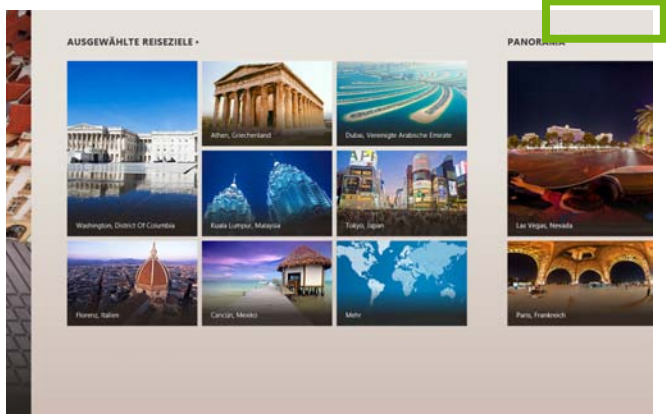 AUSGEWÄHLTE REISEZIELE
PANORAMA
Washington, District Of Columbia
Athen, Griechenland
Dubai, Vereinigte Arabische Emirate
Kuala Lumpur, Malaysia
Tokyo, Japan
Las Vegas, Nevada
Florenz, Italien
Cancún, Mexiko
Mehr
Paris, Frankreich